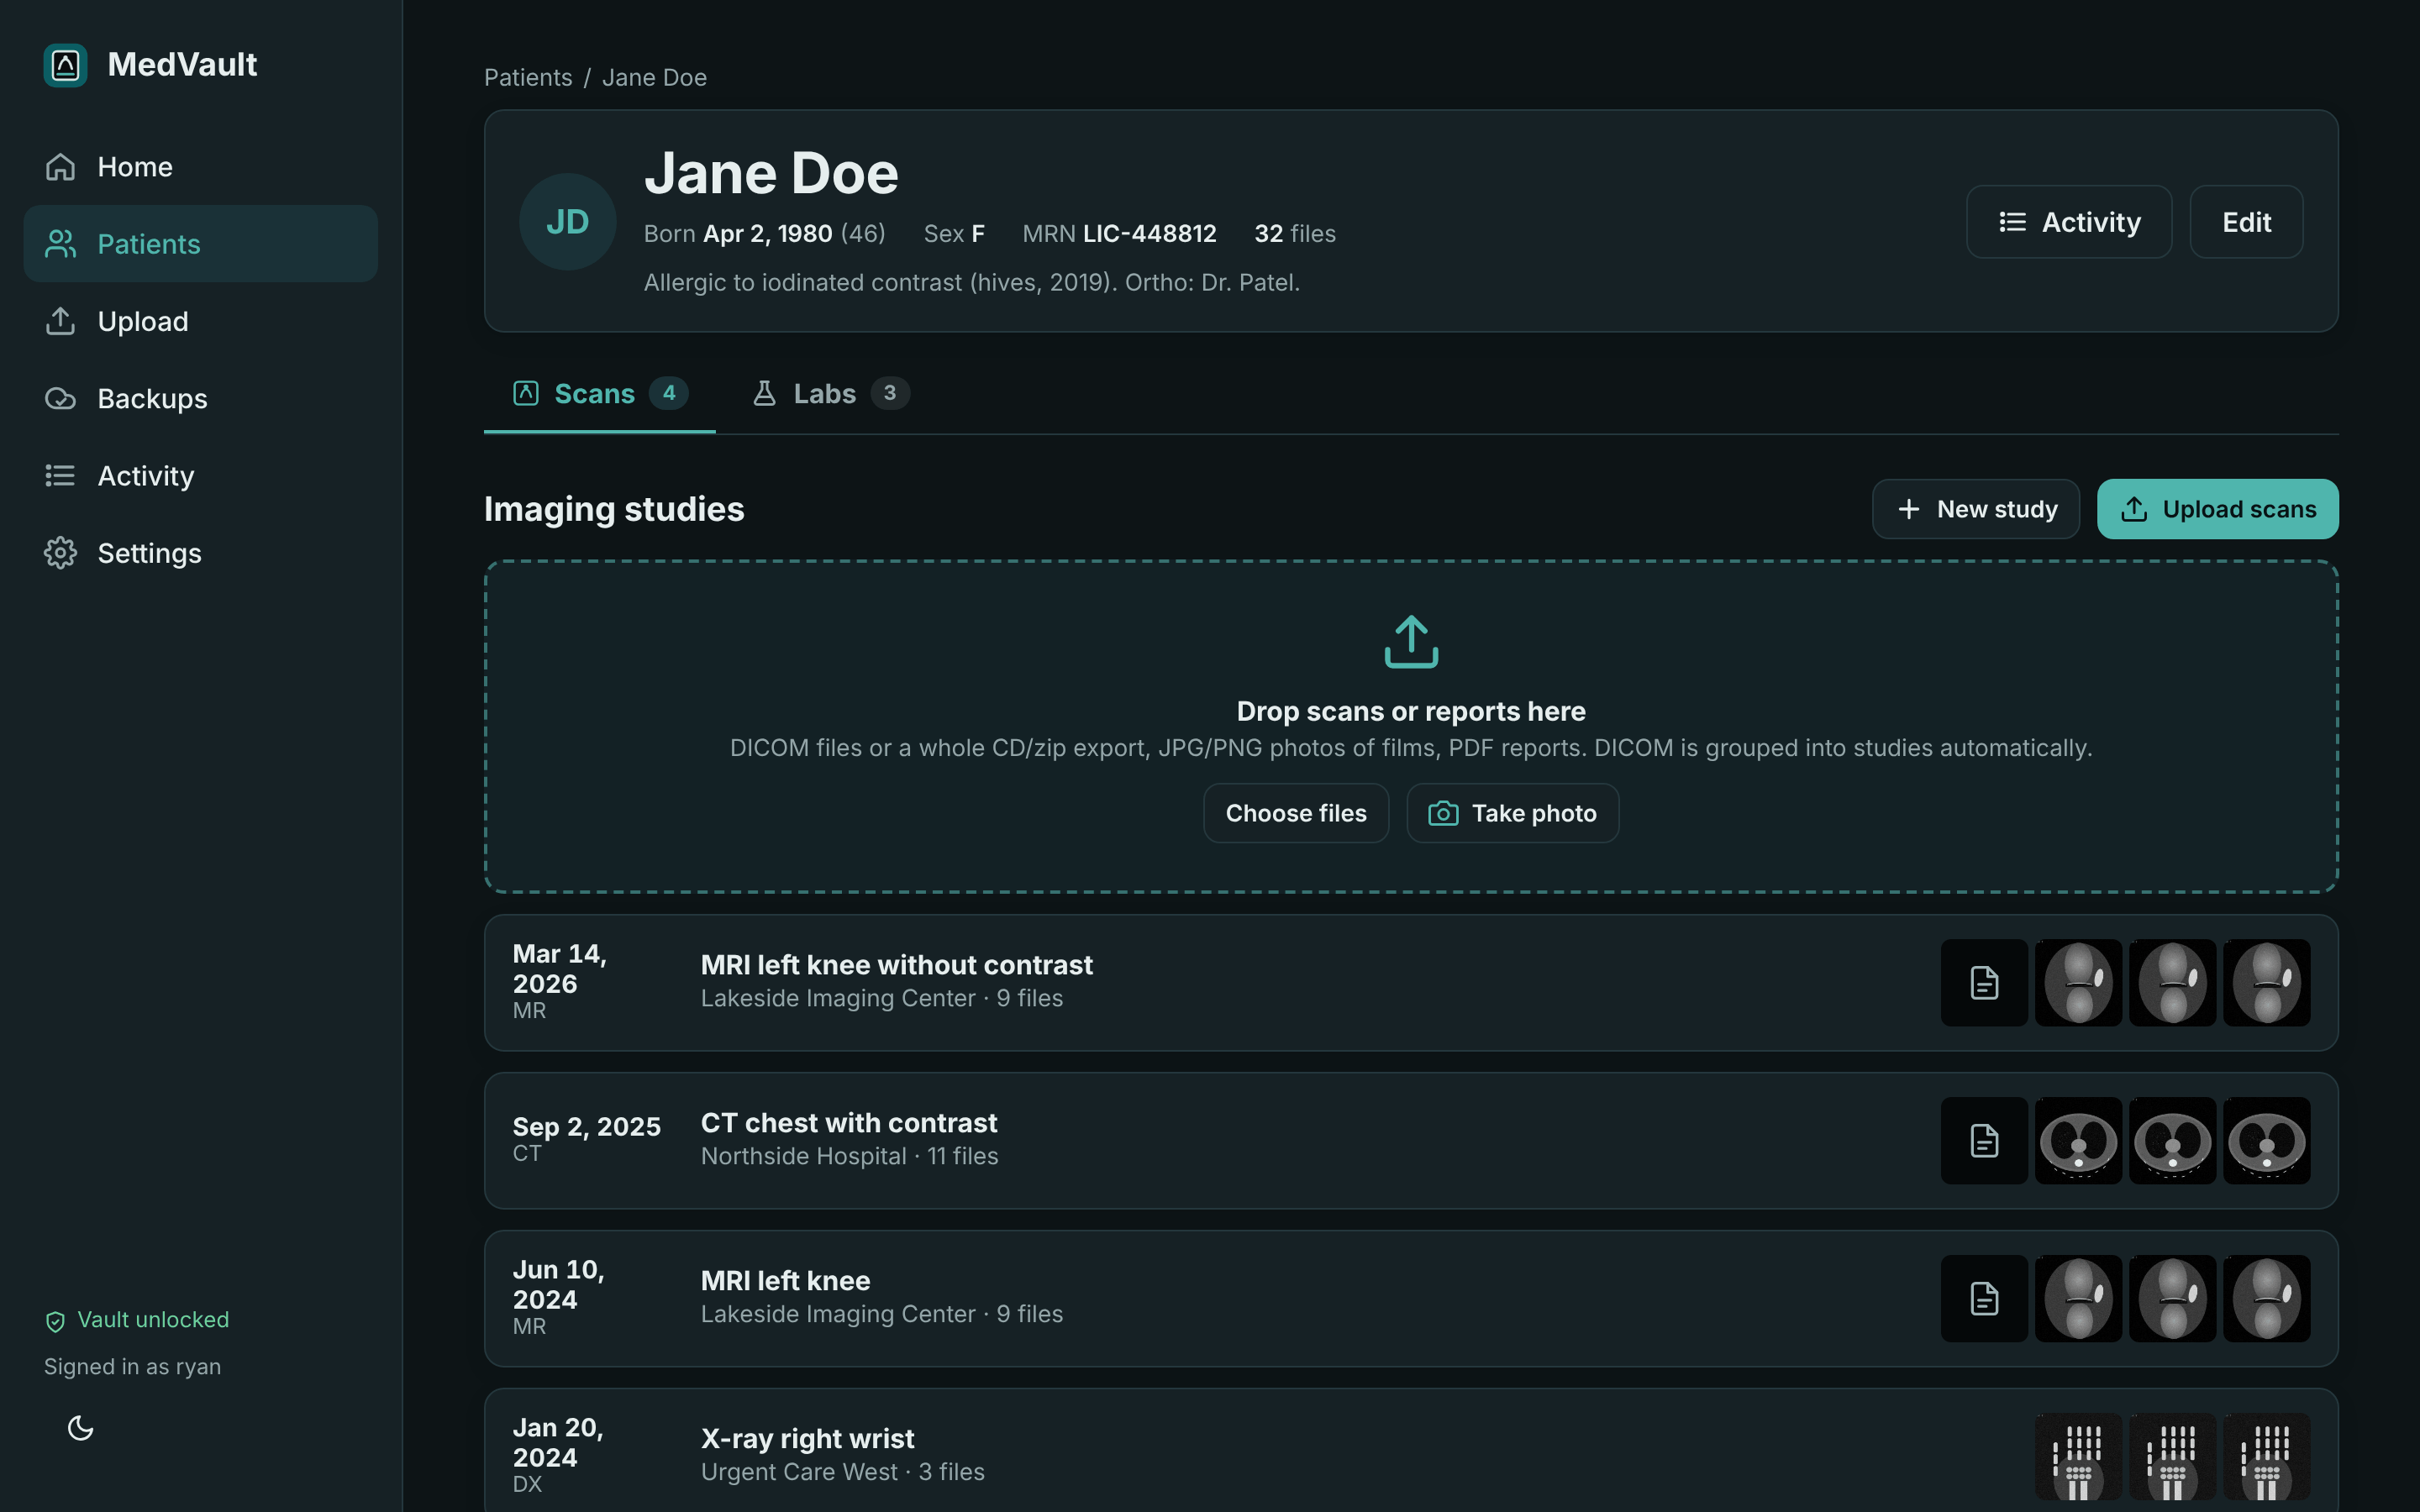 MedVault
Home
Patients
Upload
Backups
Activity
Settings
Vault unlocked
Signed in as ryan
Patients / Jane Doe
JD
Jane Doe
Born Apr 2, 1980 (46) Sex F MRN LIC-448812 32 files
Allergic to iodinated contrast (hives, 2019). Ortho: Dr. Patel.
Activity
Edit
Scans 4
Labs 3
Imaging studies
New study
Upload scans
Drop scans or reports here
DICOM files or a whole CD/zip export, JPG/PNG photos of films, PDF reports. DICOM is grouped into studies automatically.
Choose files
Take photo
Mar 14,
2026
MR
MRI left knee without contrast
Lakeside Imaging Center · 9 files
Sep 2, 2025
CT
CT chest with contrast
Northside Hospital · 11 files
Jun 10,
2024
MR
MRI left knee
Lakeside Imaging Center · 9 files
Jan 20,
2024
DX
X-ray right wrist
Urgent Care West · 3 files